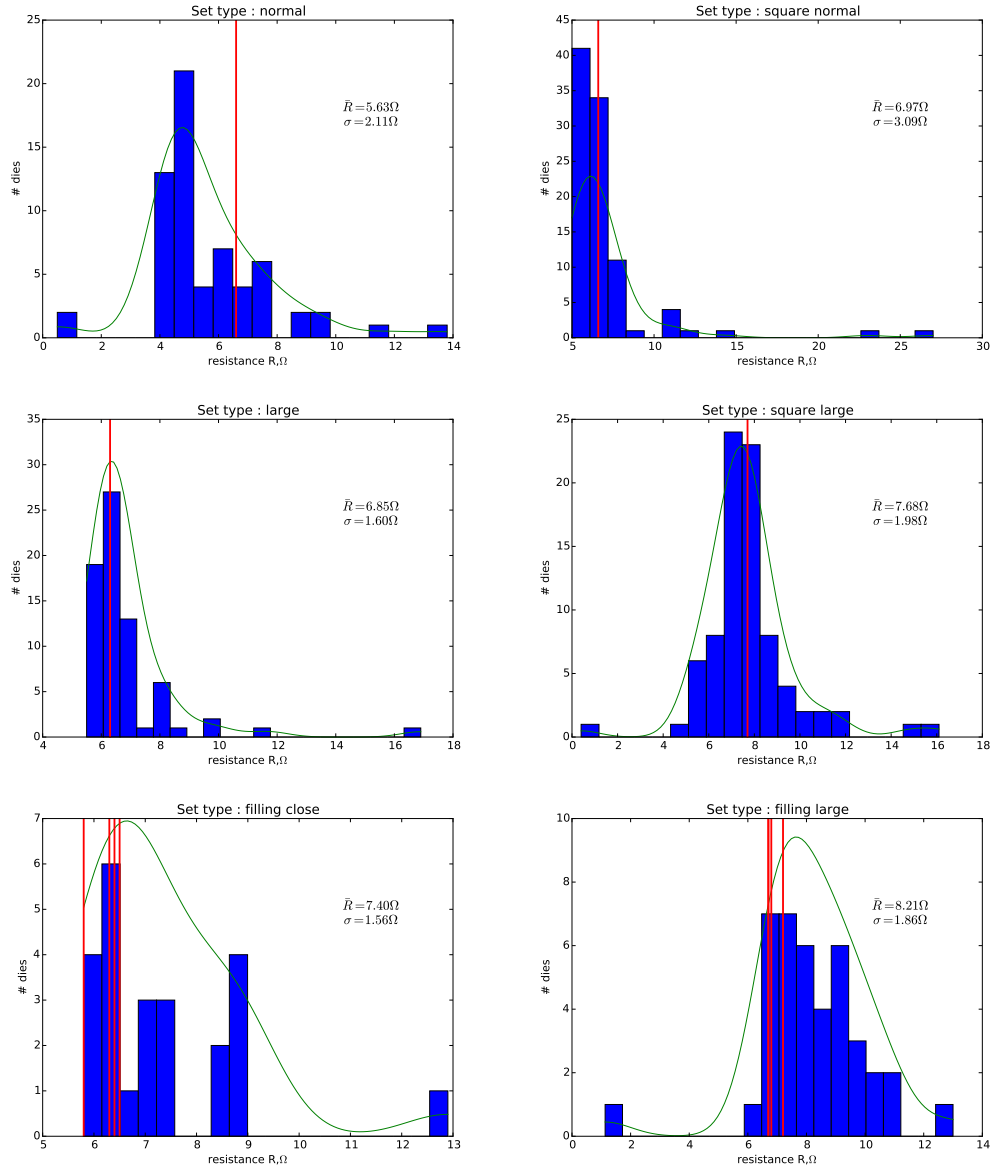 Set type : normal
25
20
15
10
5
0
# dies
R̄=5.63Ω
σ=2.11Ω
0 2 4 6 8 10 12 14
resistance R,Ω
Set type : square normal
45
40
35
30
25
20
15
10
5
0
# dies
R̄=6.97Ω
σ=3.09Ω
5 10 15 20 25 30
resistance R,Ω
Set type : large
35
30
25
20
15
10
5
0
# dies
R̄=6.85Ω
σ=1.60Ω
4 6 8 10 12 14 16 18
resistance R,Ω
Set type : square large
25
20
15
10
5
0
# dies
R̄=7.68Ω
σ=1.98Ω
0 2 4 6 8 10 12 14 16 18
resistance R,Ω
Set type : filling close
7
6
5
4
3
2
1
0
# dies
R̄=7.40Ω
σ=1.56Ω
5 6 7 8 9 10 11 12 13
resistance R,Ω
Set type : filling large
10
8
6
4
2
0
# dies
R̄=8.21Ω
σ=1.86Ω
0 2 4 6 8 10 12 14
resistance R,Ω